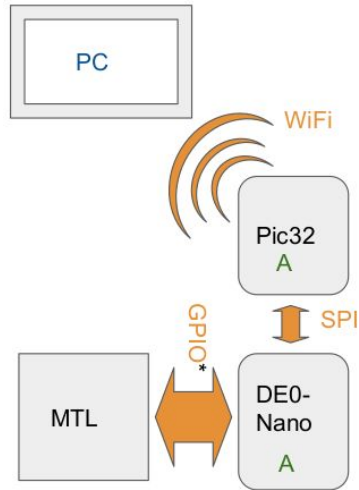 PC
WiFi
Pic32
A
SPI
GPIO*
MTL
DE0-
Nano
A